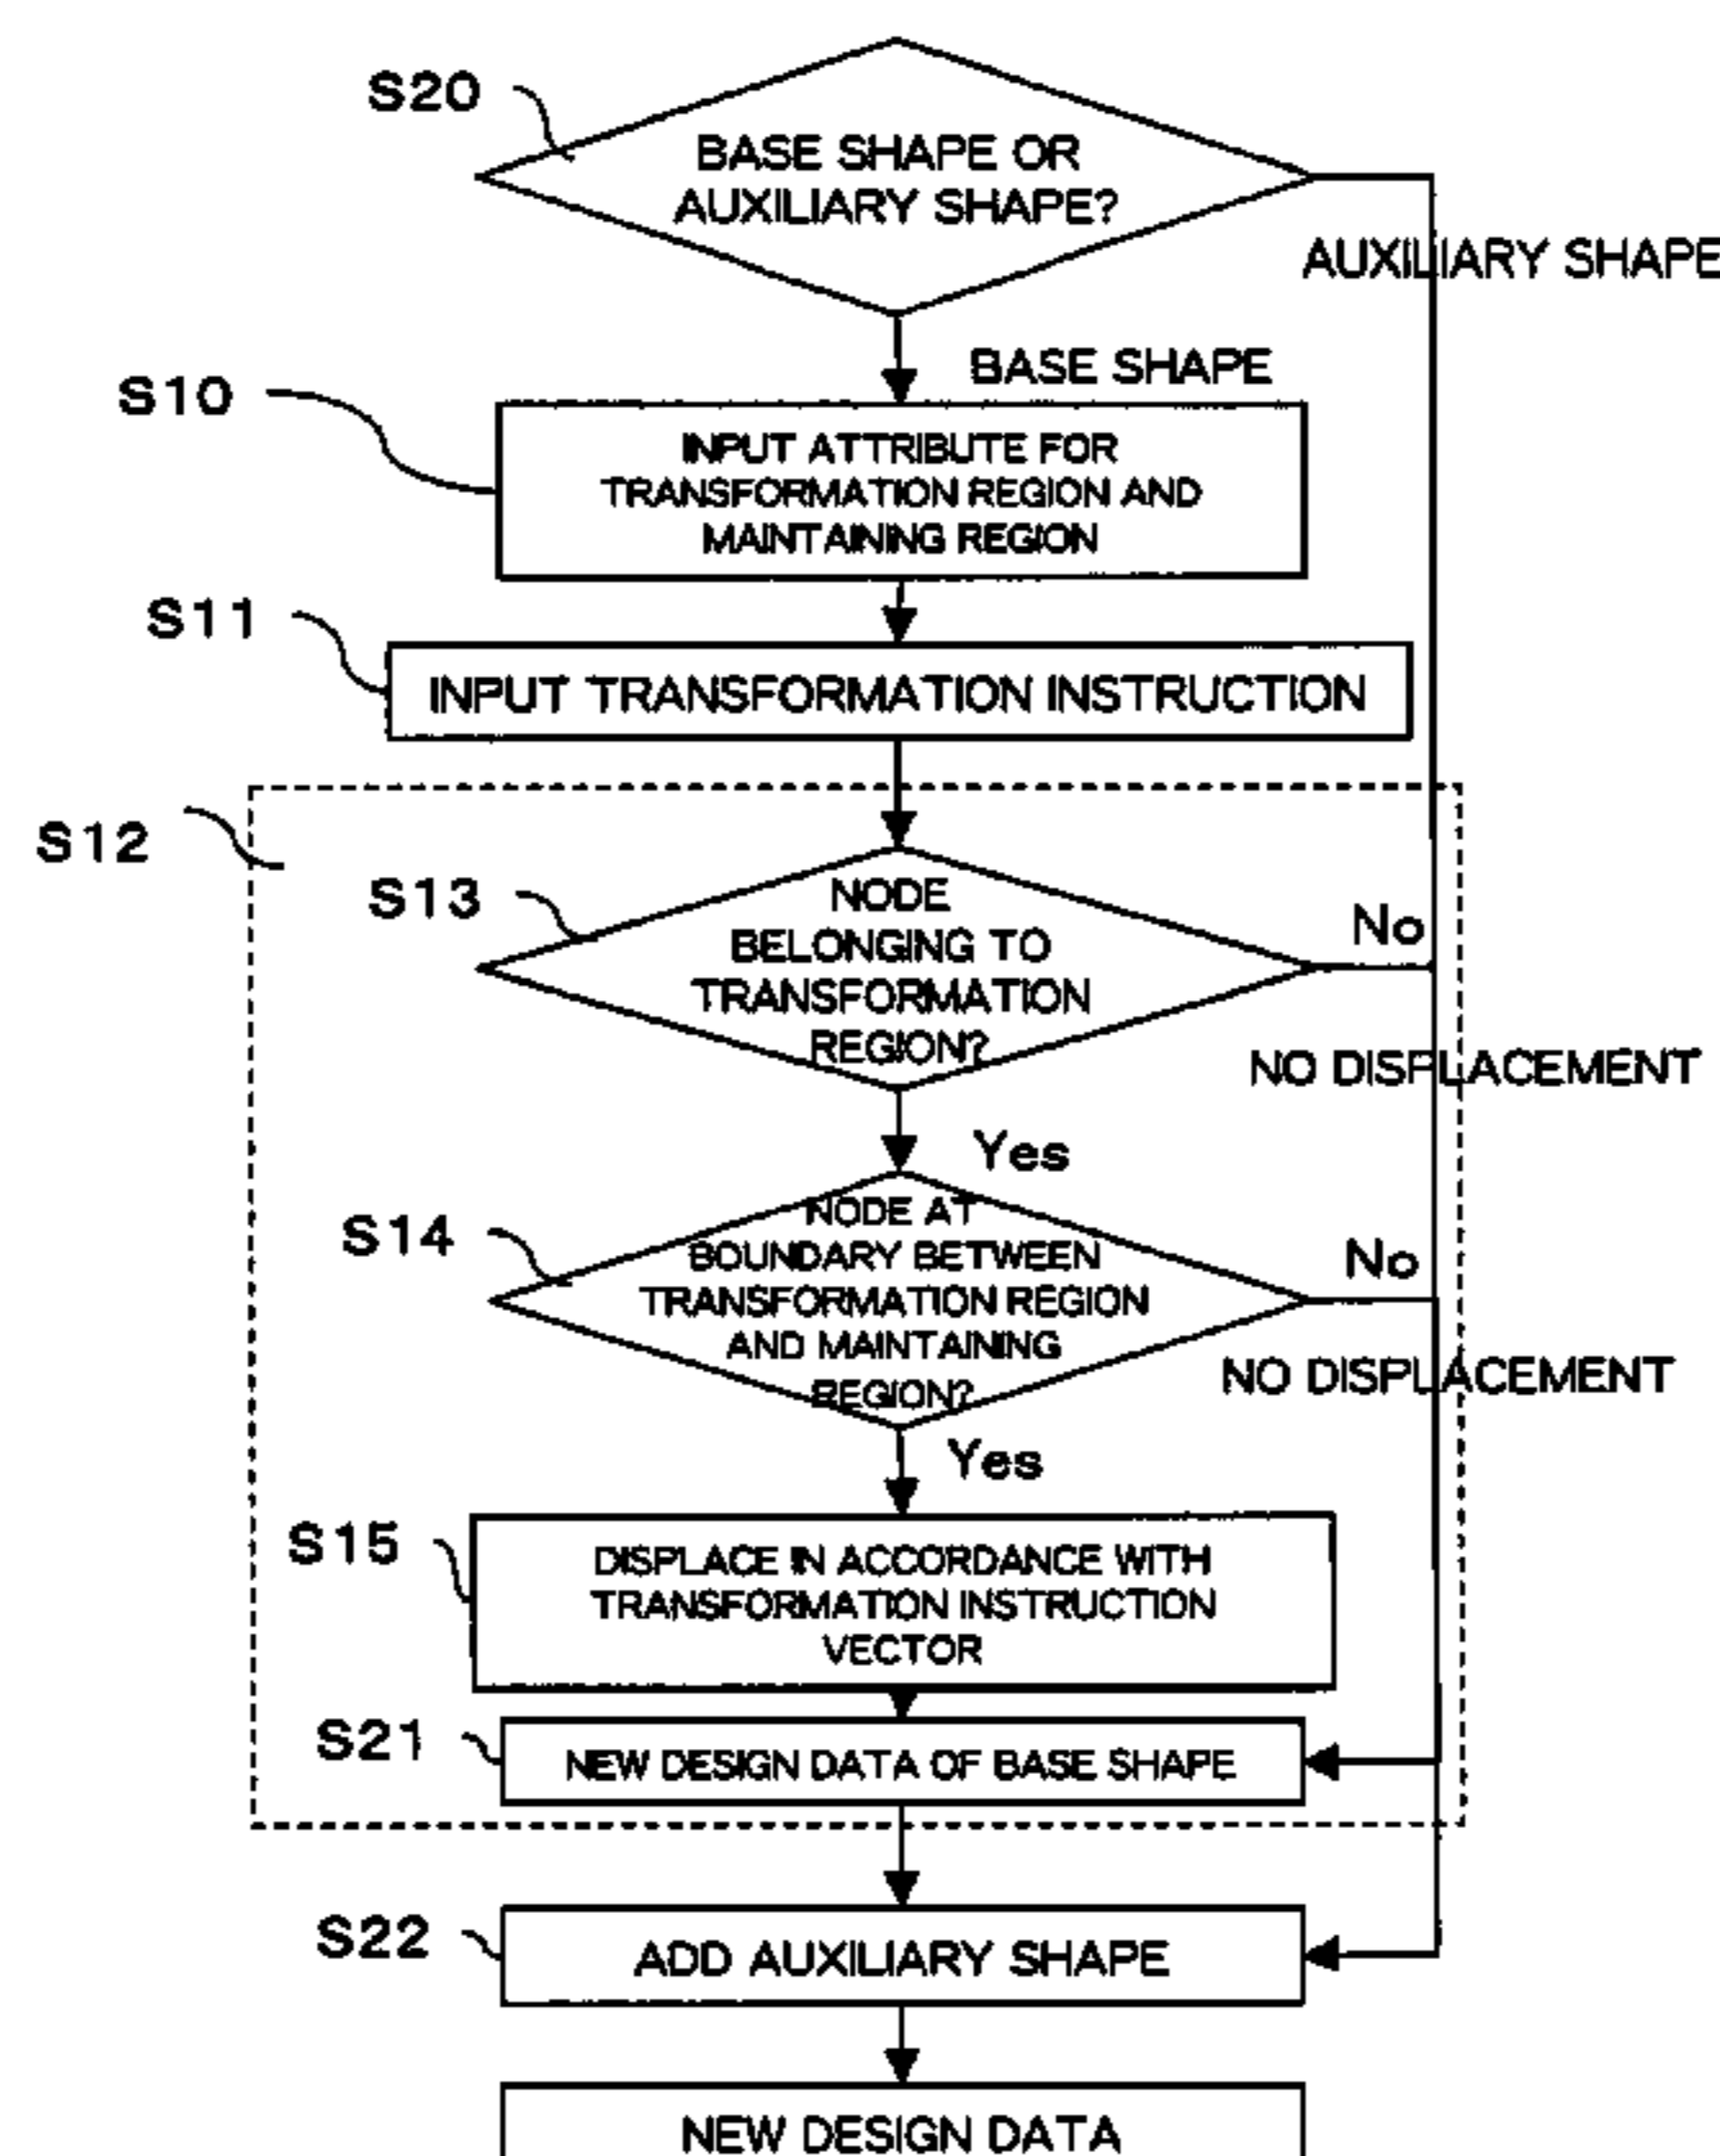 S20
BASE SHAPE OR
AUXILIARY SHAPE?
AUXILIARY SHAPE
BASE SHAPE
S10
INPUT ATTRIBUTE FOR
TRANSFORMATION REGION AND
MAINTAINING REGION
S11
INPUT TRANSFORMATION INSTRUCTION
S12
S13
NODE
BELONGING TO
TRANSFORMATION
REGION?
No
NO DISPLACEMENT
Yes
S14
NODE AT
BOUNDARY BETWEEN
TRANSFORMATION REGION
AND MAINTAINING
REGION?
No
NO DISPLACEMENT
Yes
S15
DISPLACE IN ACCORDANCE WITH
TRANSFORMATION INSTRUCTION
VECTOR
S21
NEW DESIGN DATA OF BASE SHAPE
S22
ADD AUXILIARY SHAPE
NEW DESIGN DATA